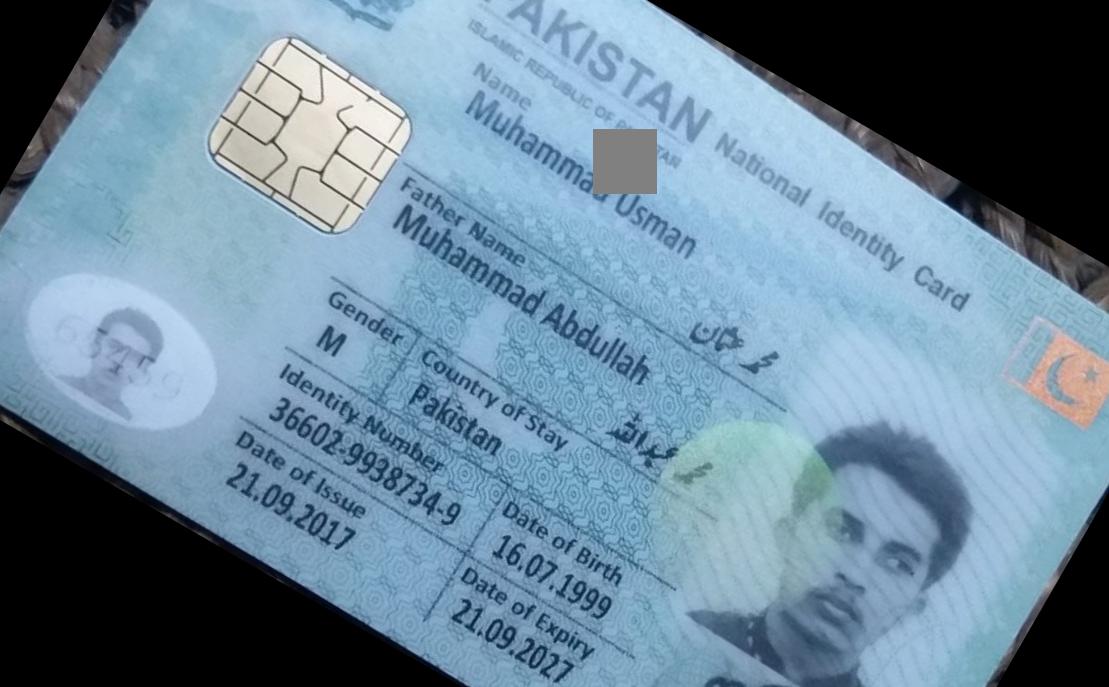 PAKISTAN National Identity Card
ISLAMIC REPUBLIC OF
Name
Muhammad Usman
محمد عثمان
Father Name
Muhammad Abdullah
محمد عبداللہ
Gender
M
Country of Stay
Pakistan
Identity Number
36602-9938734-9
Date of Birth
16.07.1999
Date of Issue
21.09.2017
Date of Expiry
21.09.2027